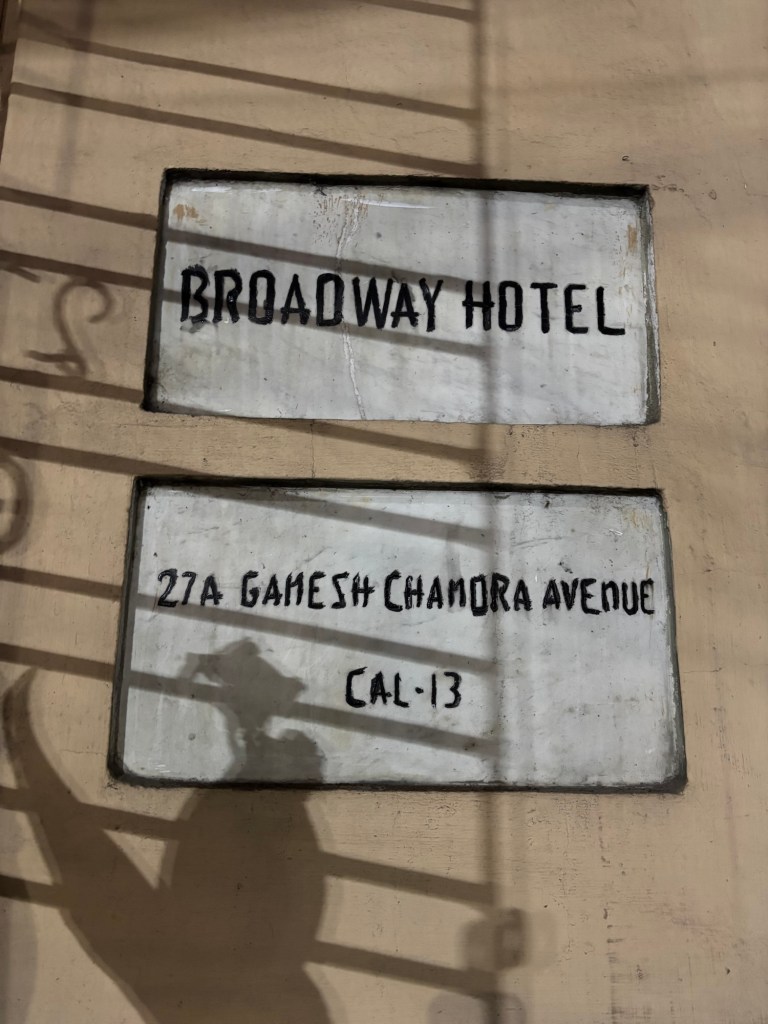 BROADWAY HOTEL
27A GANESH CHANDRA AVENUE
CAL-13